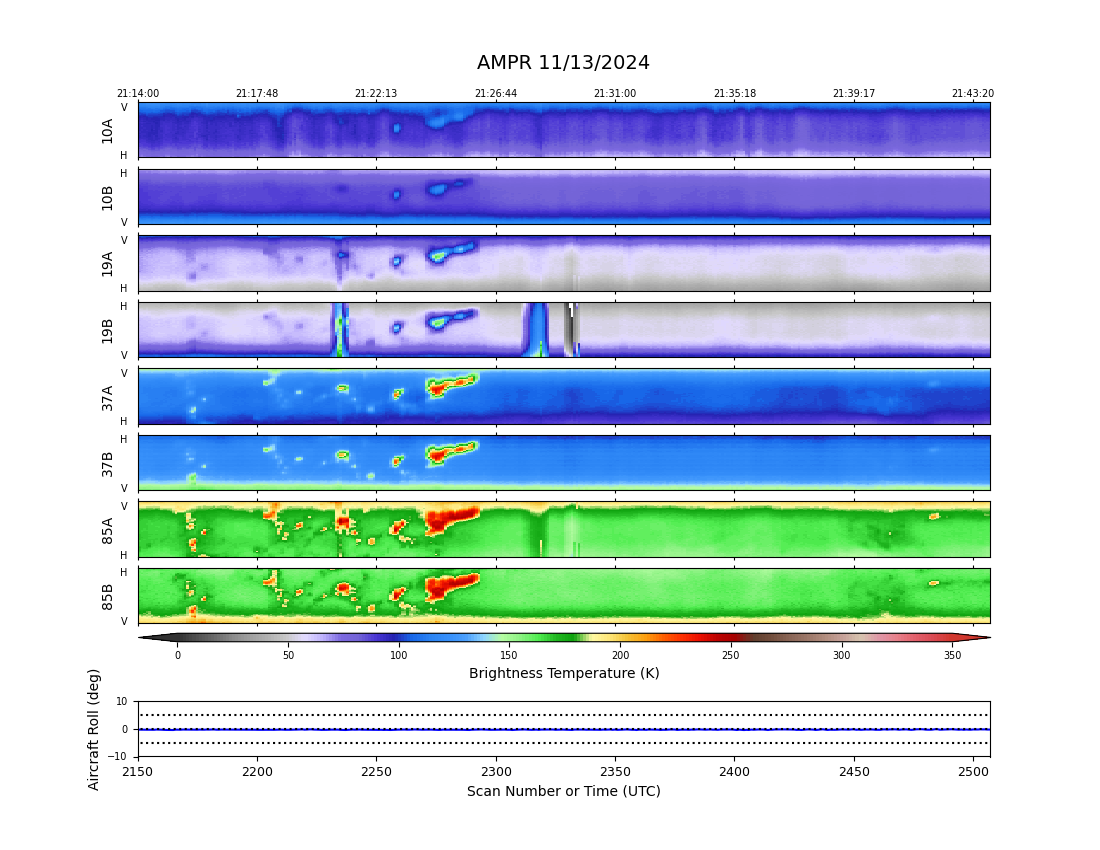 AMPR 11/13/2024
21:14:00 21:17:48 21:22:13 21:26:44 21:31:00 21:35:18 21:39:17 21:43:20
V
10A
H
H
10B
V
V
19A
H
H
19B
V
V
37A
H
H
37B
V
V
85A
H
H
85B
V
0 50 100 150 200 250 300 350
Brightness Temperature (K)
Aircraft Roll (deg)
10
0
−10
2150 2200 2250 2300 2350 2400 2450 2500
Scan Number or Time (UTC)